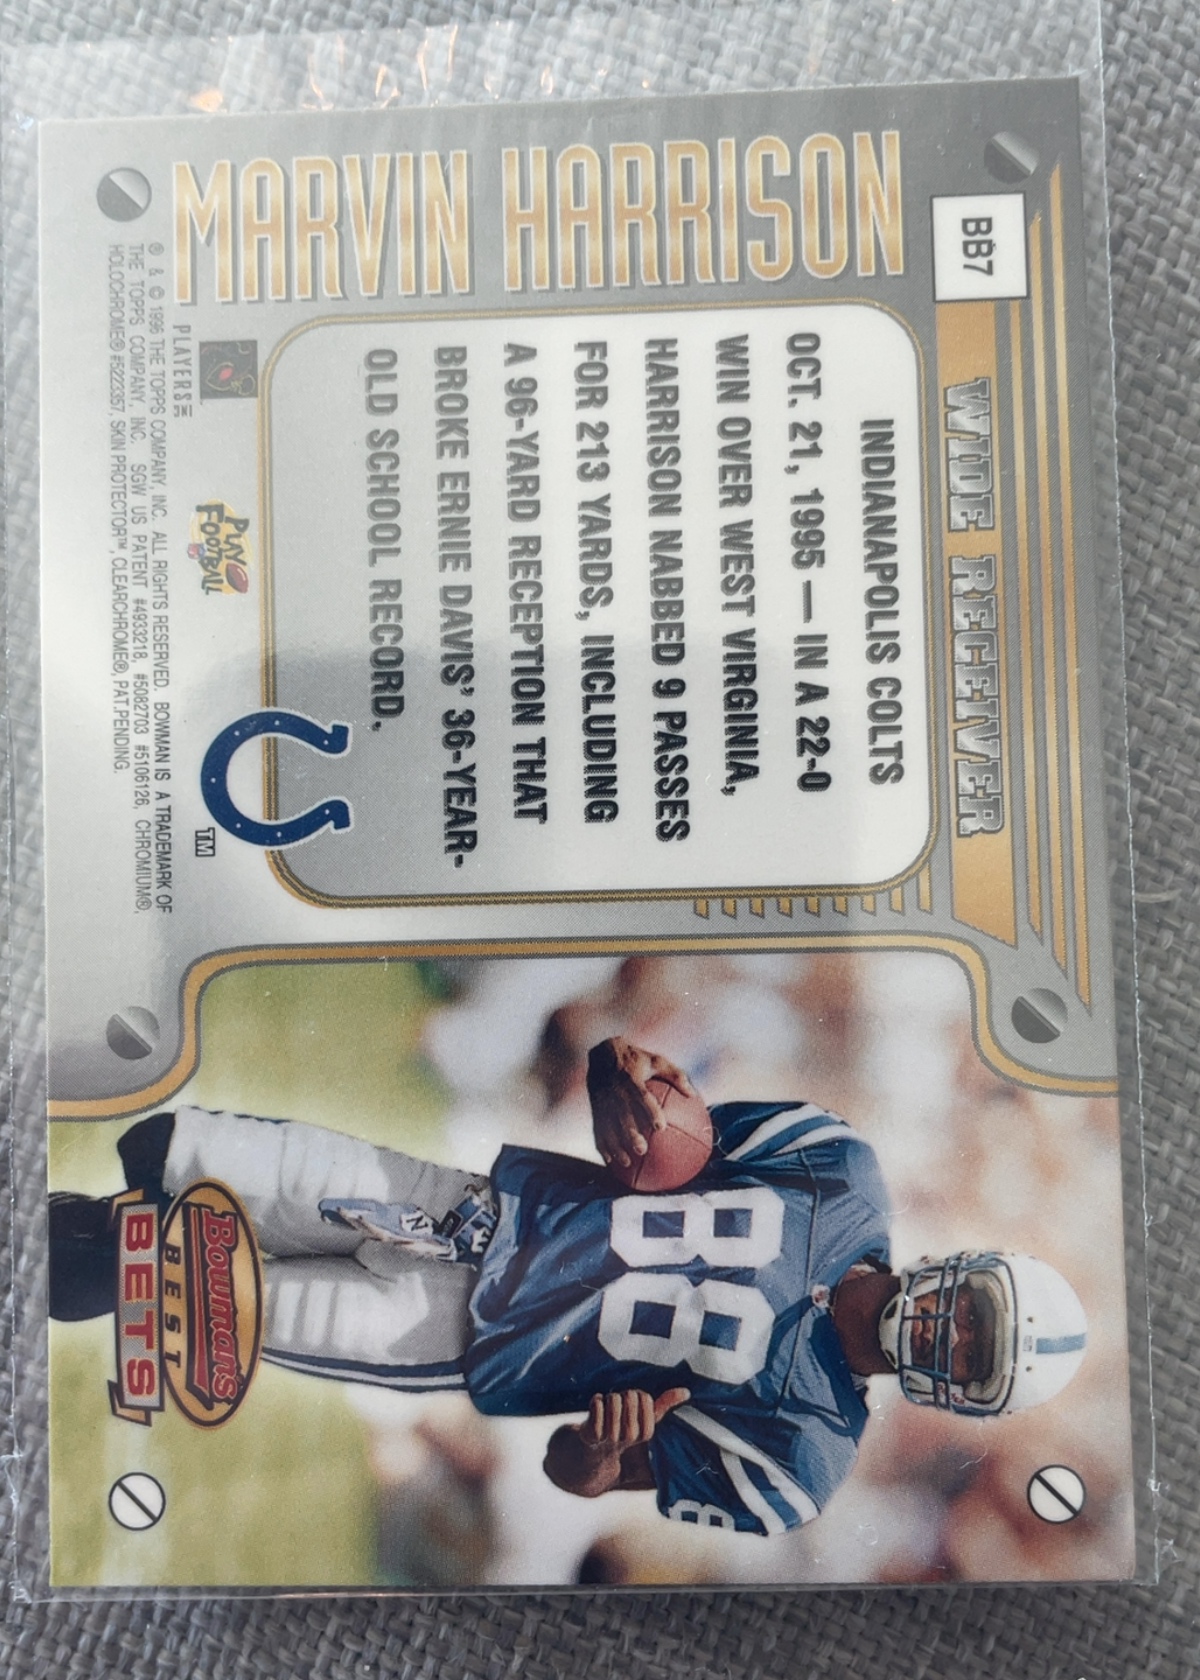 BB7
WIDE RECEIVER
MARVIN HARRISON
INDIANAPOLIS COLTS
OCT. 21, 1995 — IN A 22-0
WIN OVER WEST VIRGINIA,
HARRISON NABBED 9 PASSES
FOR 213 YARDS, INCLUDING
A 96-YARD RECEPTION THAT
BROKE ERNIE DAVIS' 36-YEAR-
OLD SCHOOL RECORD.
TM
PLAYERS INC
PLAY
FOOTBALL
® & © 1996 THE TOPPS COMPANY, INC. ALL RIGHTS RESERVED. BOWMAN IS A TRADEMARK OF
THE TOPPS COMPANY, INC. SGW US PATENT #4933218, #5082703 #5106126, CHROMIUM®,
HOLOCHROME® #5223357, SKIN PROTECTOR™, CLEARCHROME®, PAT.PENDING.
88
8
Bowman's
BEST
BETS